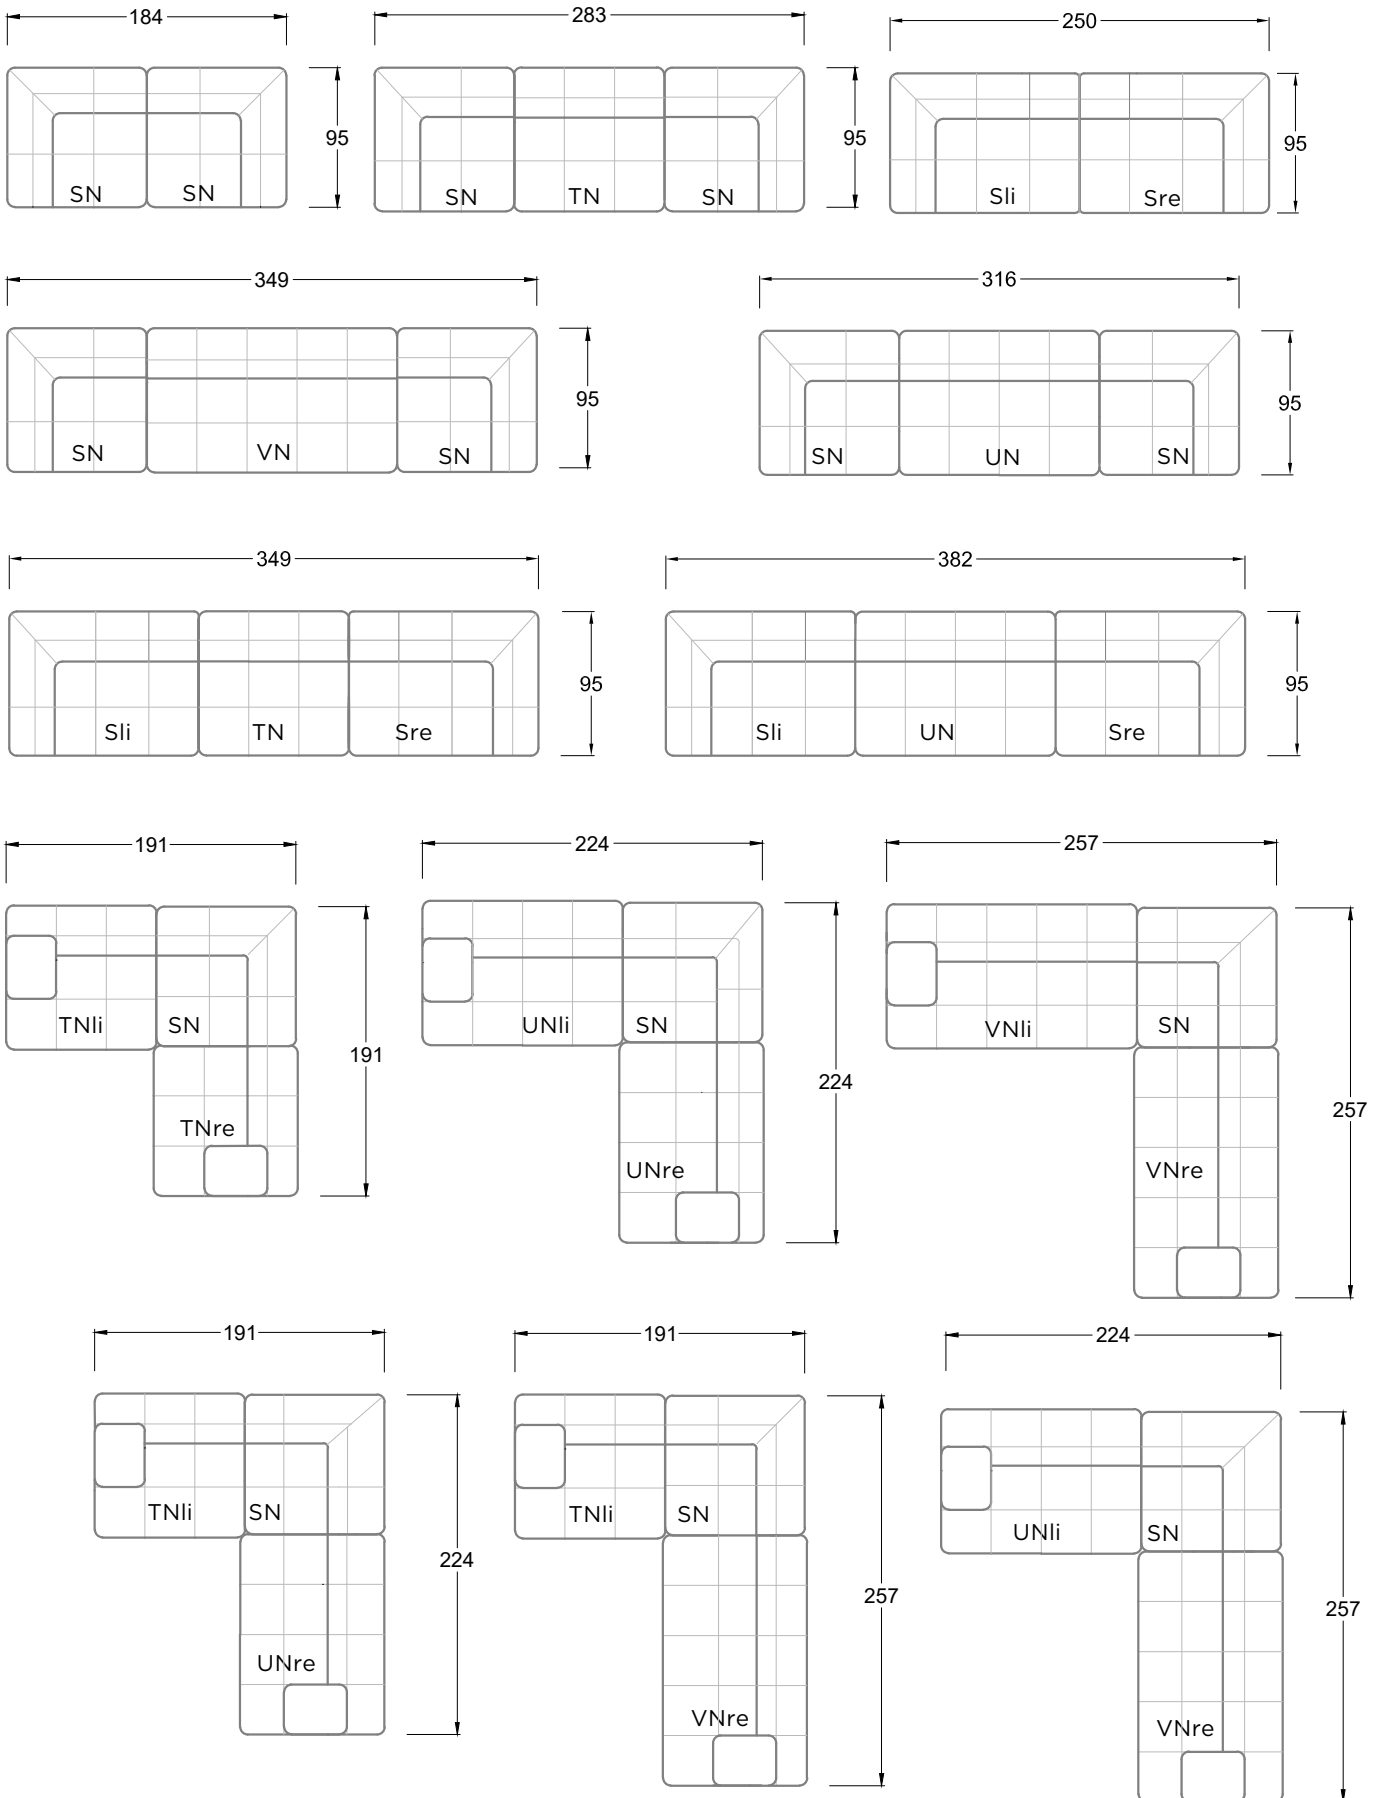 184
283
250
95
95
95
SN SN
SN TN SN
Sli Sre
349
316
95
95
SN VN SN
SN UN SN
349
382
95
95
Sli TN Sre
Sli UN Sre
191
224
257
TNli SN
UNli SN
VNli SN
191
224
257
TNre
UNre
VNre
191
191
224
TNli SN
TNli SN
UNli SN
224
257
257
UNre
VNre
VNre